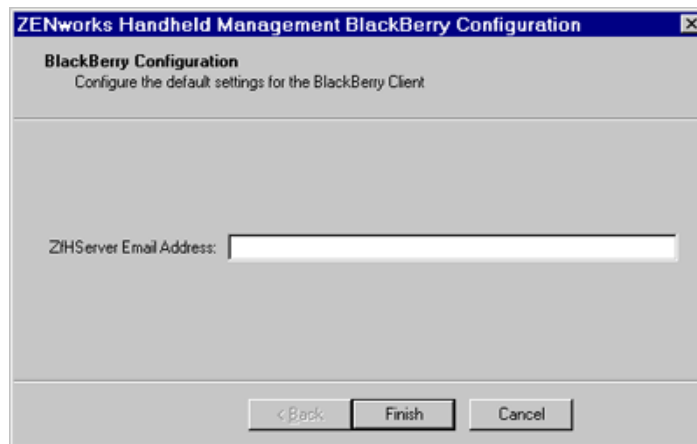 ZENworks Handheld Management BlackBerry Configuration
BlackBerry Configuration
Configure the default settings for the BlackBerry Client
ZfHServer Email Address:
< Back
Finish
Cancel